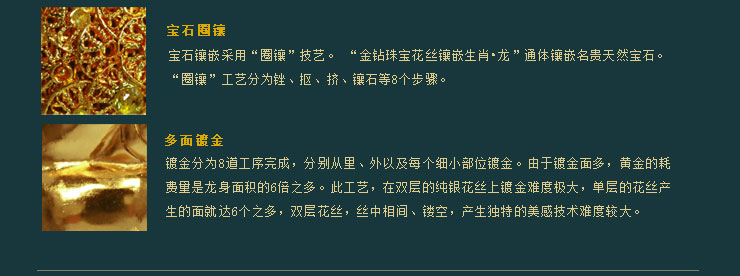 宝石圈镶
宝石镶嵌采用“圈镶”技艺。 “金钻珠宝花丝镶嵌生肖•龙”通体镶嵌名贵天然宝石。
“圈镶”工艺分为锉、抠、挤、镶石等8个步骤。
多面镀金
镀金分为8道工序完成，分别从里、外以及每个细小部位镀金。由于镀金面多，黄金的耗
费量是龙身面积的6倍之多。此工艺，在双层的纯银花丝上镀金难度极大，单层的花丝产
生的面就达6个之多，双层花丝，丝中相间、镂空，产生独特的美感技术难度较大。